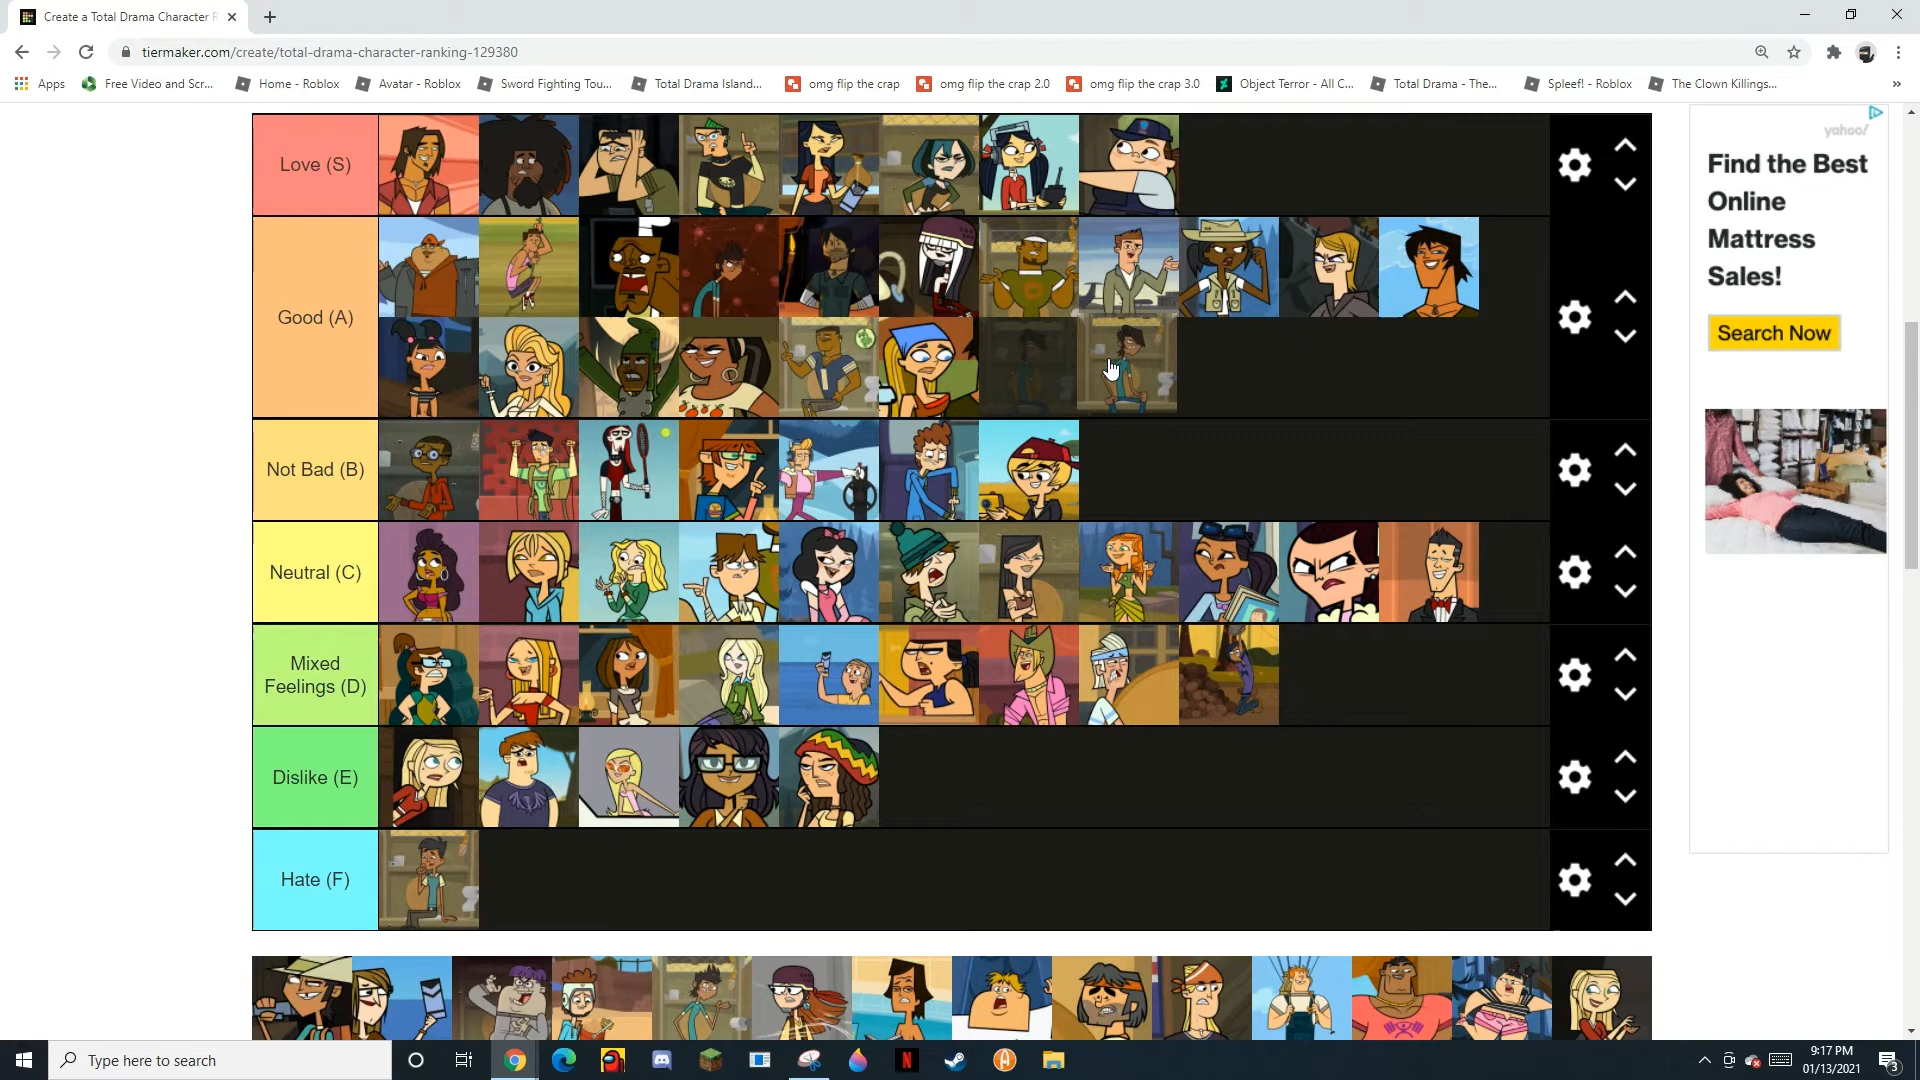 Create a Total Drama Character R
tiermaker.com/create/total-drama-character-ranking-129380
Apps
Free Video and Scr...
Home - Roblox
Avatar - Roblox
Sword Fighting Tou...
Total Drama Island...
omg flip the crap
omg flip the crap 2.0
omg flip the crap 3.0
Object Terror - All C...
Total Drama - The...
Spleef! - Roblox
The Clown Killings...
»
Love (S)
Good (A)
Not Bad (B)
Neutral (C)
Mixed
Feelings (D)
Dislike (E)
Hate (F)
yahoo!
Find the Best
Online
Mattress
Sales!
Search Now
Type here to search
9:17 PM
01/13/2021
3